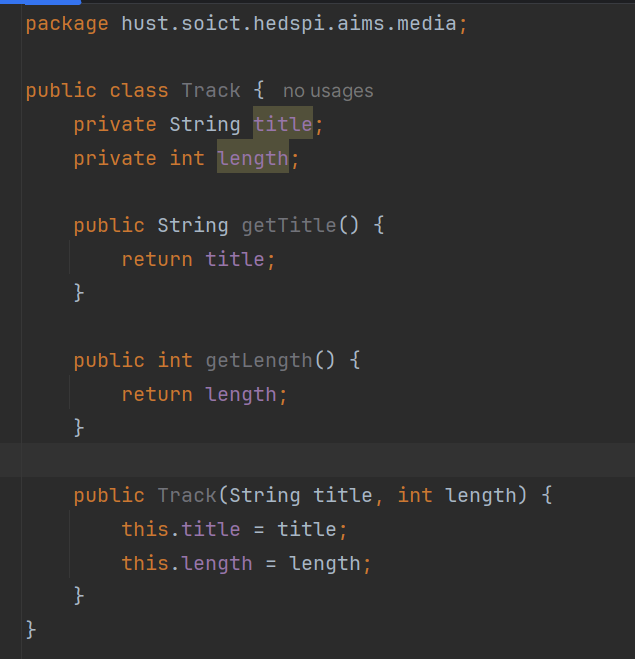 package hust.soict.hedspi.aims.media;
public class Track {   no usages
    private String title;
    private int length;
    public String getTitle() {
        return title;
    }
    public int getLength() {
        return length;
    }
    public Track(String title, int length) {
        this.title = title;
        this.length = length;
    }
}